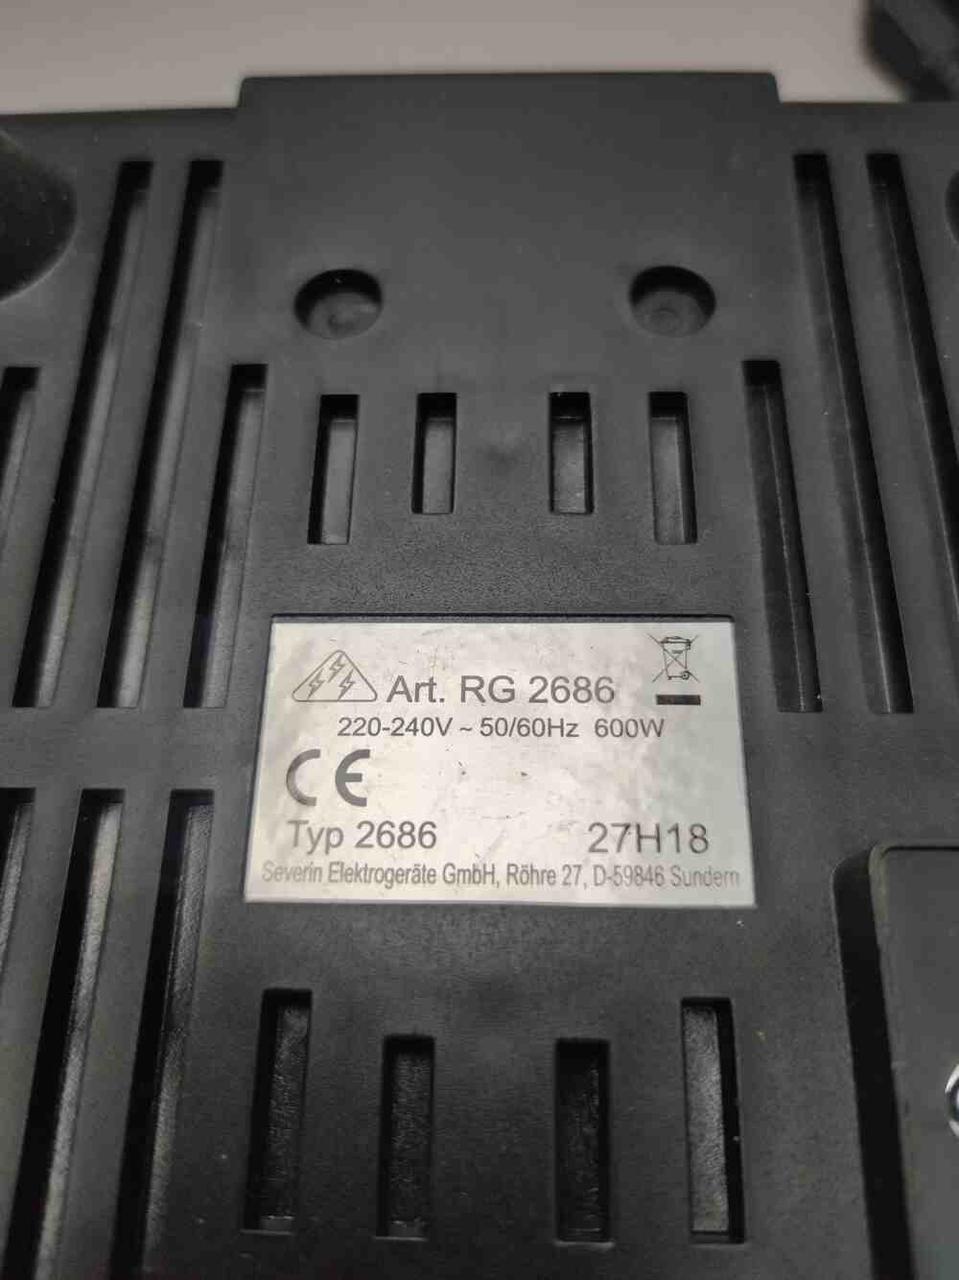 Art. RG 2686
220-240V ~ 50/60Hz 600W
CE
Typ 2686 27H18
Severin Elektrogeräte GmbH, Röhre 27, D-59846 Sundern